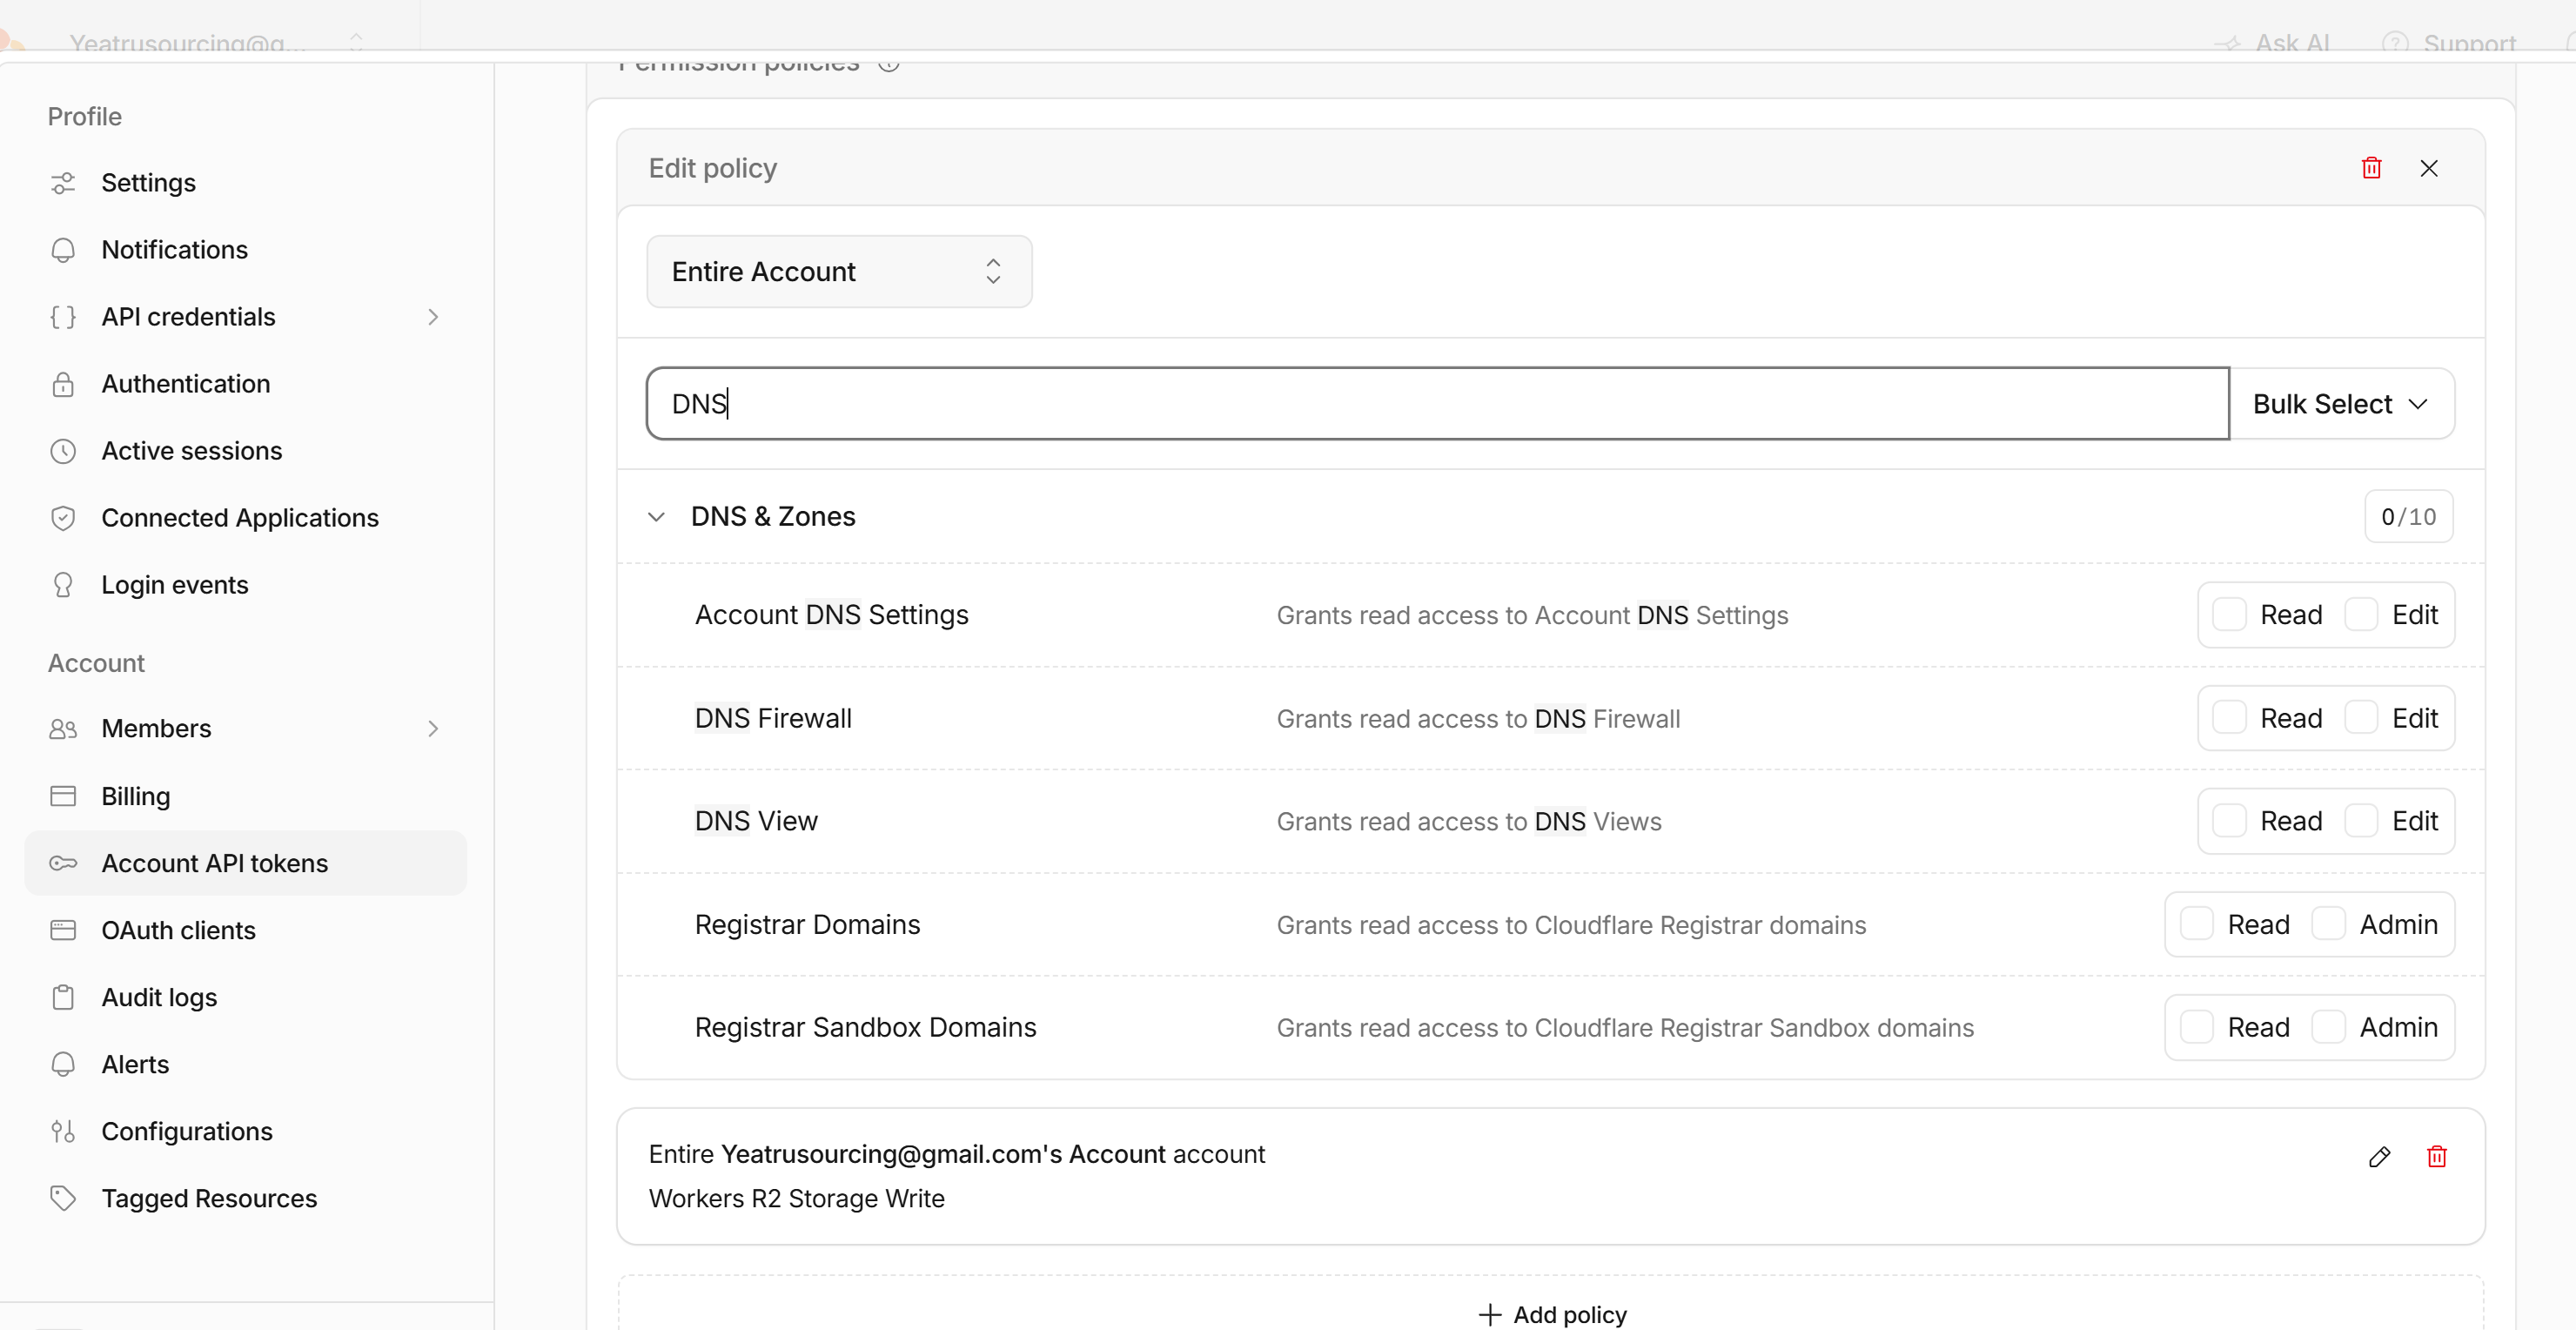 Yeatrusourcing@g...
Ask AI
Support
Permission policies
Profile
Settings
Notifications
API credentials
Authentication
Active sessions
Connected Applications
Login events
Account
Members
Billing
Account API tokens
OAuth clients
Audit logs
Alerts
Configurations
Tagged Resources
Edit policy
Entire Account
DNS
Bulk Select
DNS & Zones
0/10
Account DNS Settings
Grants read access to Account DNS Settings
Read
Edit
DNS Firewall
Grants read access to DNS Firewall
Read
Edit
DNS View
Grants read access to DNS Views
Read
Edit
Registrar Domains
Grants read access to Cloudflare Registrar domains
Read
Admin
Registrar Sandbox Domains
Grants read access to Cloudflare Registrar Sandbox domains
Read
Admin
Entire Yeatrusourcing@gmail.com's Account account
Workers R2 Storage Write
Add policy